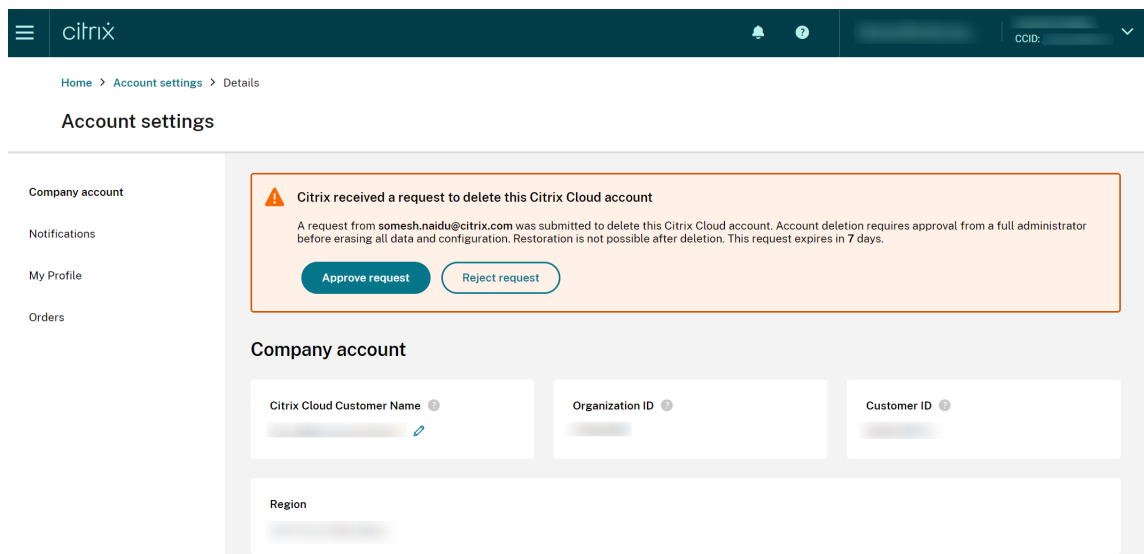 citrix
CCID:
Home > Account settings > Details
Account settings
Company account
Notifications
My Profile
Orders
Citrix received a request to delete this Citrix Cloud account
A request from somesh.naidu@citrix.com was submitted to delete this Citrix Cloud account. Account deletion requires approval from a full administrator
before erasing all data and configuration. Restoration is not possible after deletion. This request expires in 7 days.
Approve request
Reject request
Company account
Citrix Cloud Customer Name
Organization ID
Customer ID
Region